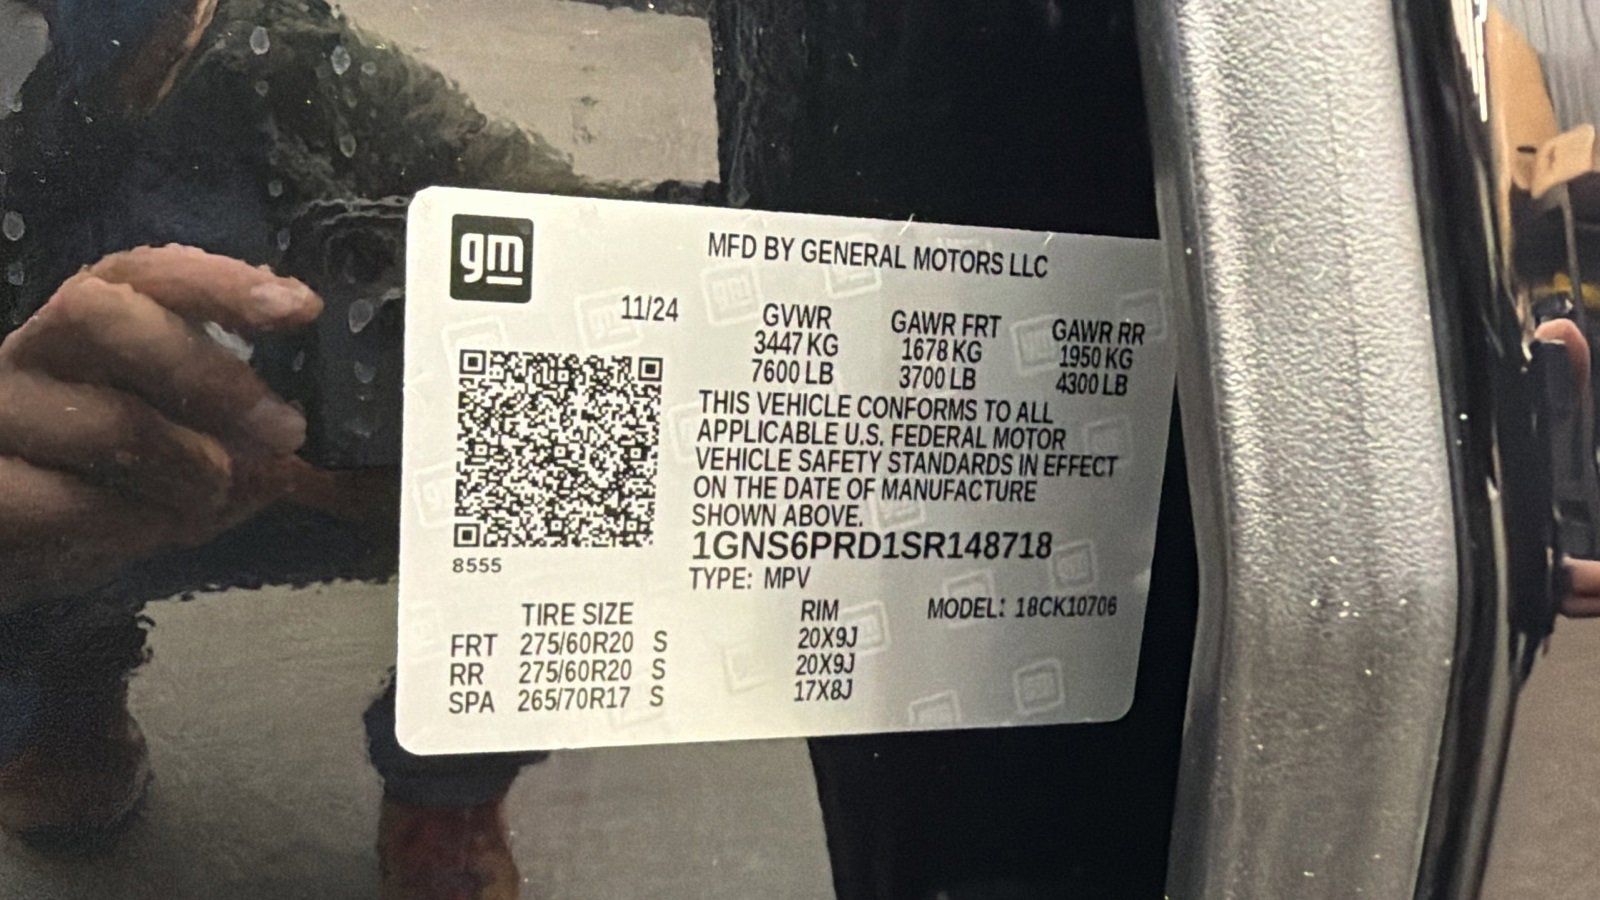 gm
MFD BY GENERAL MOTORS LLC
11/24
GVWR GAWR FRT GAWR RR
3447 KG 1678 KG 1950 KG
7600 LB 3700 LB 4300 LB
THIS VEHICLE CONFORMS TO ALL
APPLICABLE U.S. FEDERAL MOTOR
VEHICLE SAFETY STANDARDS IN EFFECT
ON THE DATE OF MANUFACTURE
SHOWN ABOVE.
1GNS6PRD1SR148718
8555
TYPE: MPV
TIRE SIZE RIM MODEL: 18CK10706
FRT 275/60R20 S 20X9J
RR 275/60R20 S 20X9J
SPA 265/70R17 S 17X8J